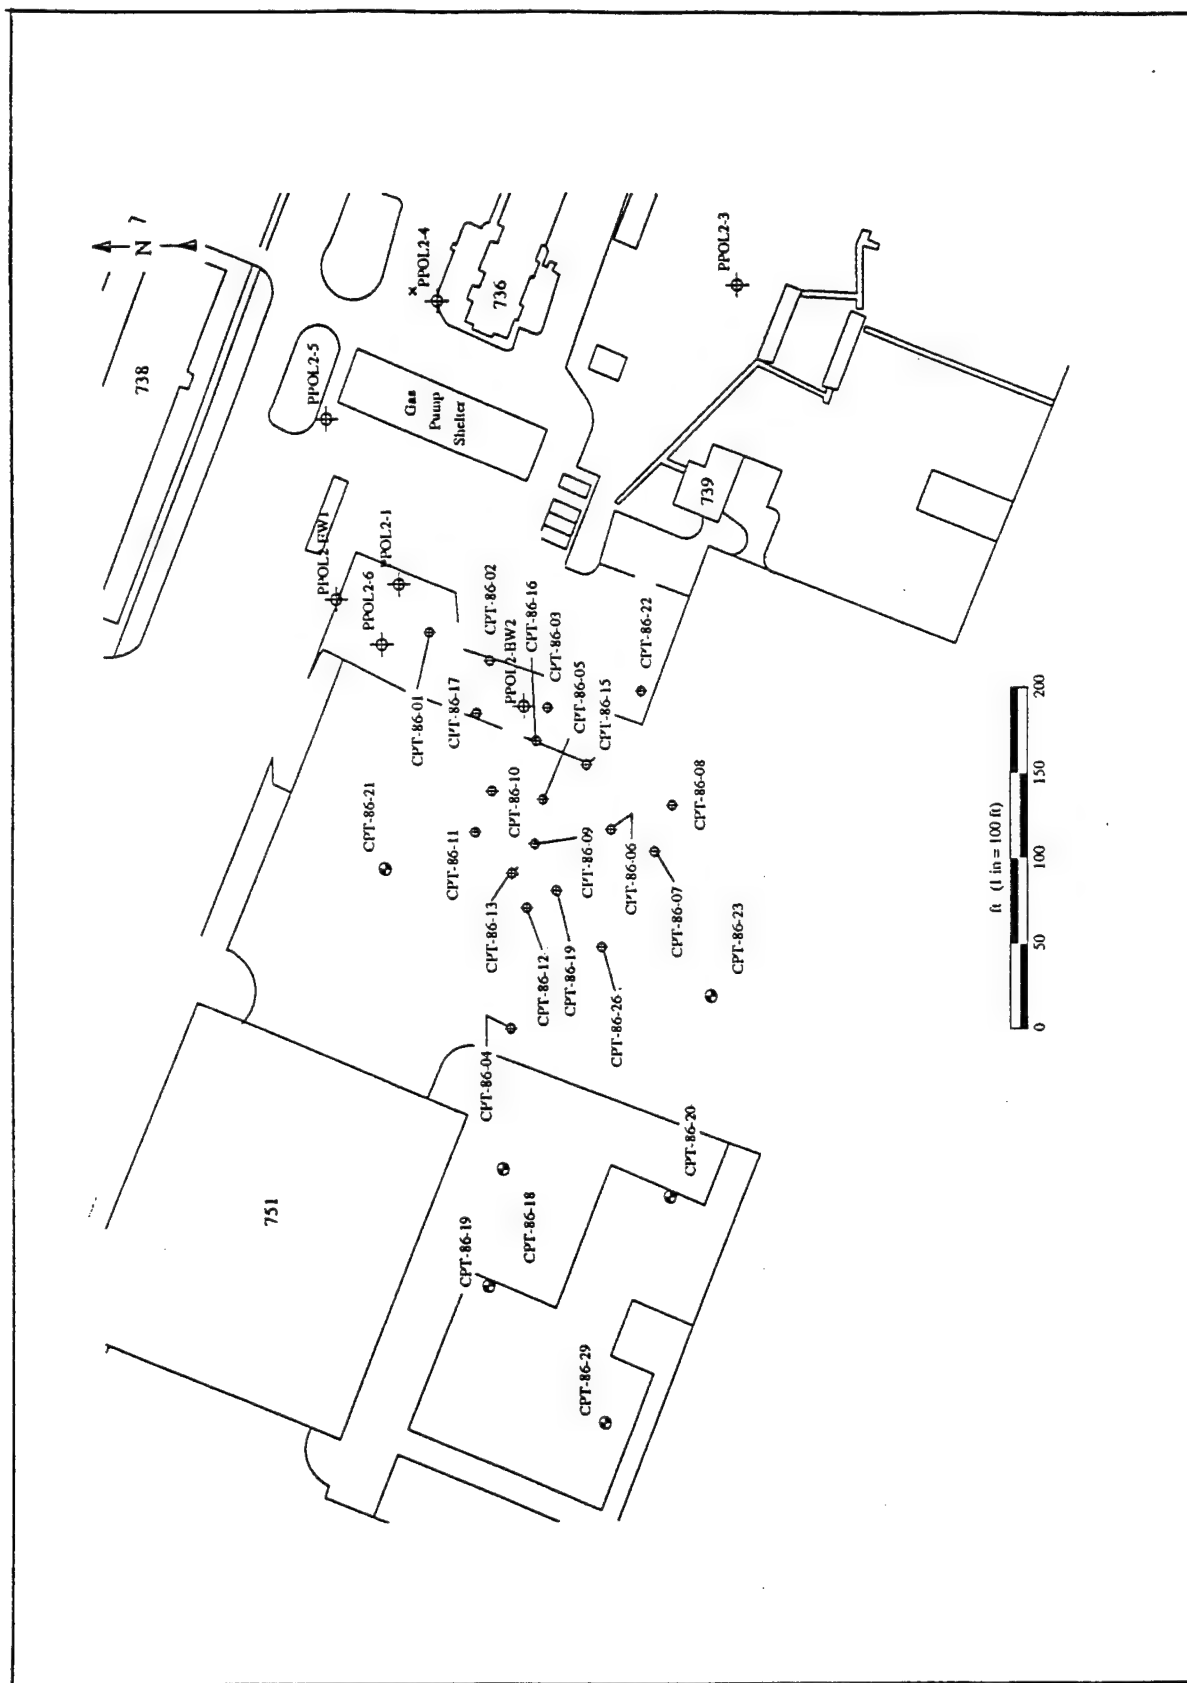 N
7
738
PPOL2-5
PPOL2-4
x
736
Gas
Pump
Shelter
PPOL2-3
739
PPOL2-EW1
PPOL2-1
PPOL2-6
CPT-86-01
CPT-86-02
CPT-86-17
PPOL2-EW2
CPT-86-16
CPT-86-03
CPT-86-05
CPT-86-15
CPT-86-22
CPT-86-21
CPT-86-11
CPT-86-10
CPT-86-09
CPT-86-06
CPT-86-08
CPT-86-07
CPT-86-13
CPT-86-12
CPT-86-19
CPT-86-26
CPT-86-23
CPT-86-04
751
CPT-86-19
CPT-86-18
CPT-86-20
CPT-86-29
ft (1 in = 100 ft)
0 50 100 150 200